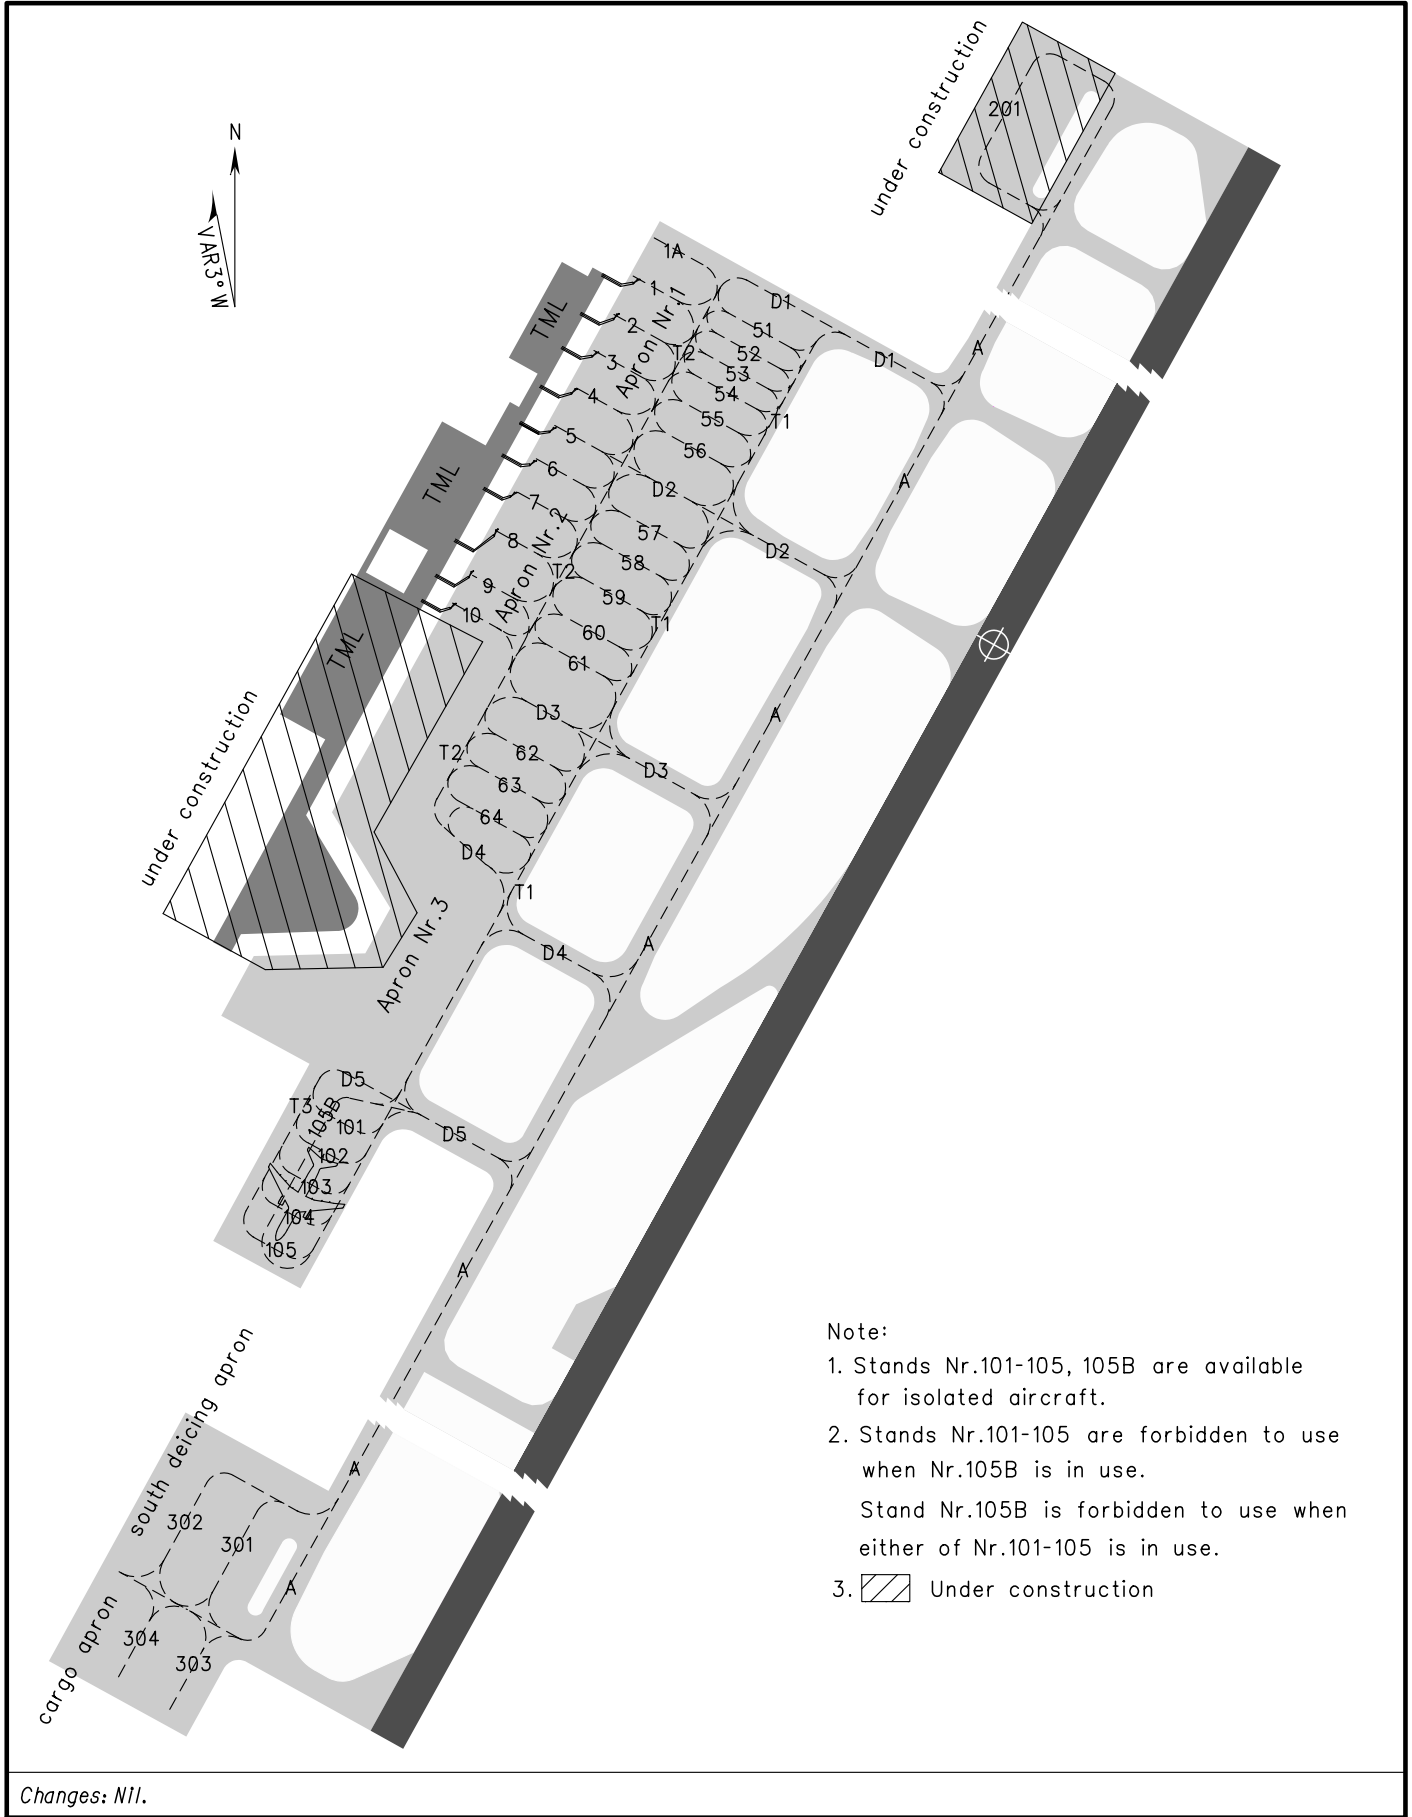 under construction
201
N
VAR3°W
1A
TML
1
Apron Nr.1
D1
2
51
T2
52
D1
A
3
53
4
54
55
T1
5
56
TML
6
D2
A
7
Apron Nr.2
57
8
D2
58
T2
9
59
10
60
T1
TML
61
under construction
D3
A
T2
62
D3
63
64
D4
T1
Apron Nr.3
D4
A
D5
T3
105B
101
D5
102
103
104
105
A
south deicing apron
A
302
301
A
cargo apron
304
303
Note:
1. Stands Nr.101-105, 105B are available
for isolated aircraft.
2. Stands Nr.101-105 are forbidden to use
when Nr.105B is in use.
Stand Nr.105B is forbidden to use when
either of Nr.101-105 is in use.
3. Under construction
Changes: Nil.